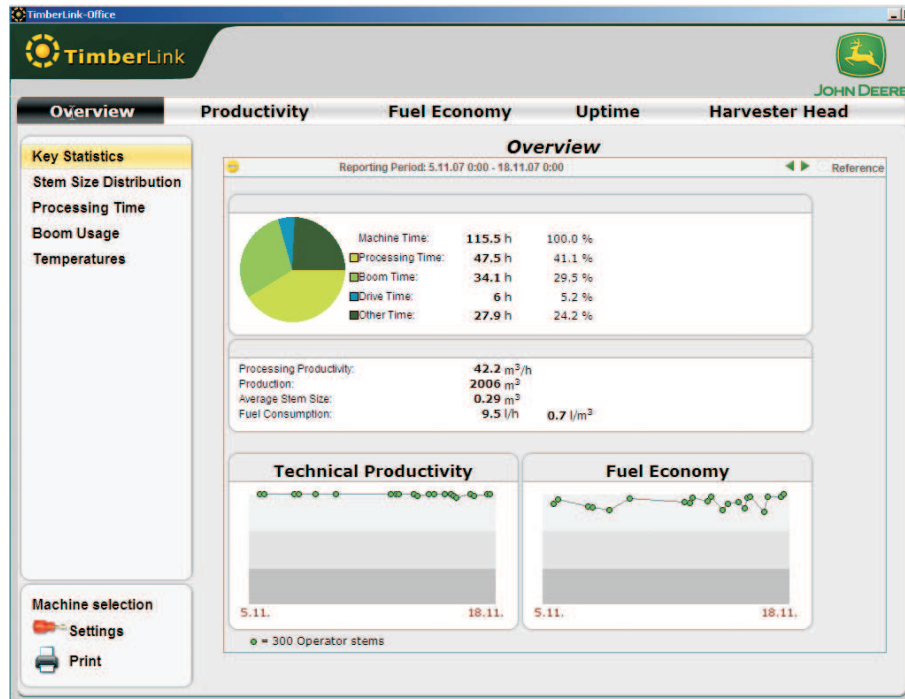 TimberLink-Office
TimberLink
JOHN DEERE
Overview Productivity Fuel Economy Uptime Harvester Head
Key Statistics
Stem Size Distribution
Processing Time
Boom Usage
Temperatures
Overview
Reporting Period: 5.11.07 0:00 - 18.11.07 0:00 Reference
Machine Time: 115.5 h 100.0 %
Processing Time: 47.5 h 41.1 %
Boom Time: 34.1 h 29.5 %
Drive Time: 6 h 5.2 %
Other Time: 27.9 h 24.2 %
Processing Productivity: 42.2 m³/h
Production: 2006 m³
Average Stem Size: 0.29 m³
Fuel Consumption: 9.5 l/h 0.7 l/m³
Technical Productivity
5.11. 18.11.
Fuel Economy
5.11. 18.11.
= 300 Operator stems
Machine selection
Settings
Print